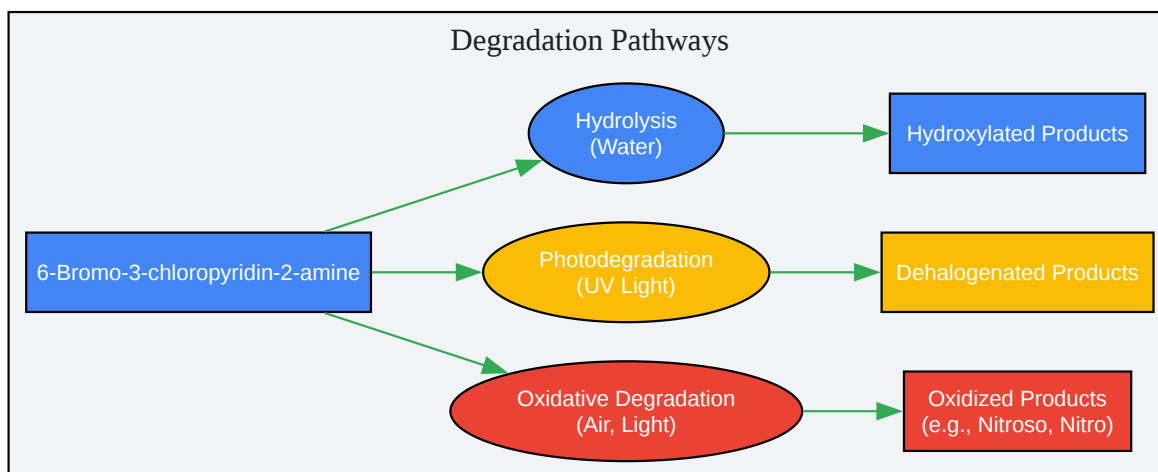 Degradation Pathways
Hydrolysis
(Water)
Hydroxylated Products
6-Bromo-3-chloropyridin-2-amine
Photodegradation
(UV Light)
Dehalogenated Products
Oxidative Degradation
(Air, Light)
Oxidized Products
(e.g., Nitroso, Nitro)